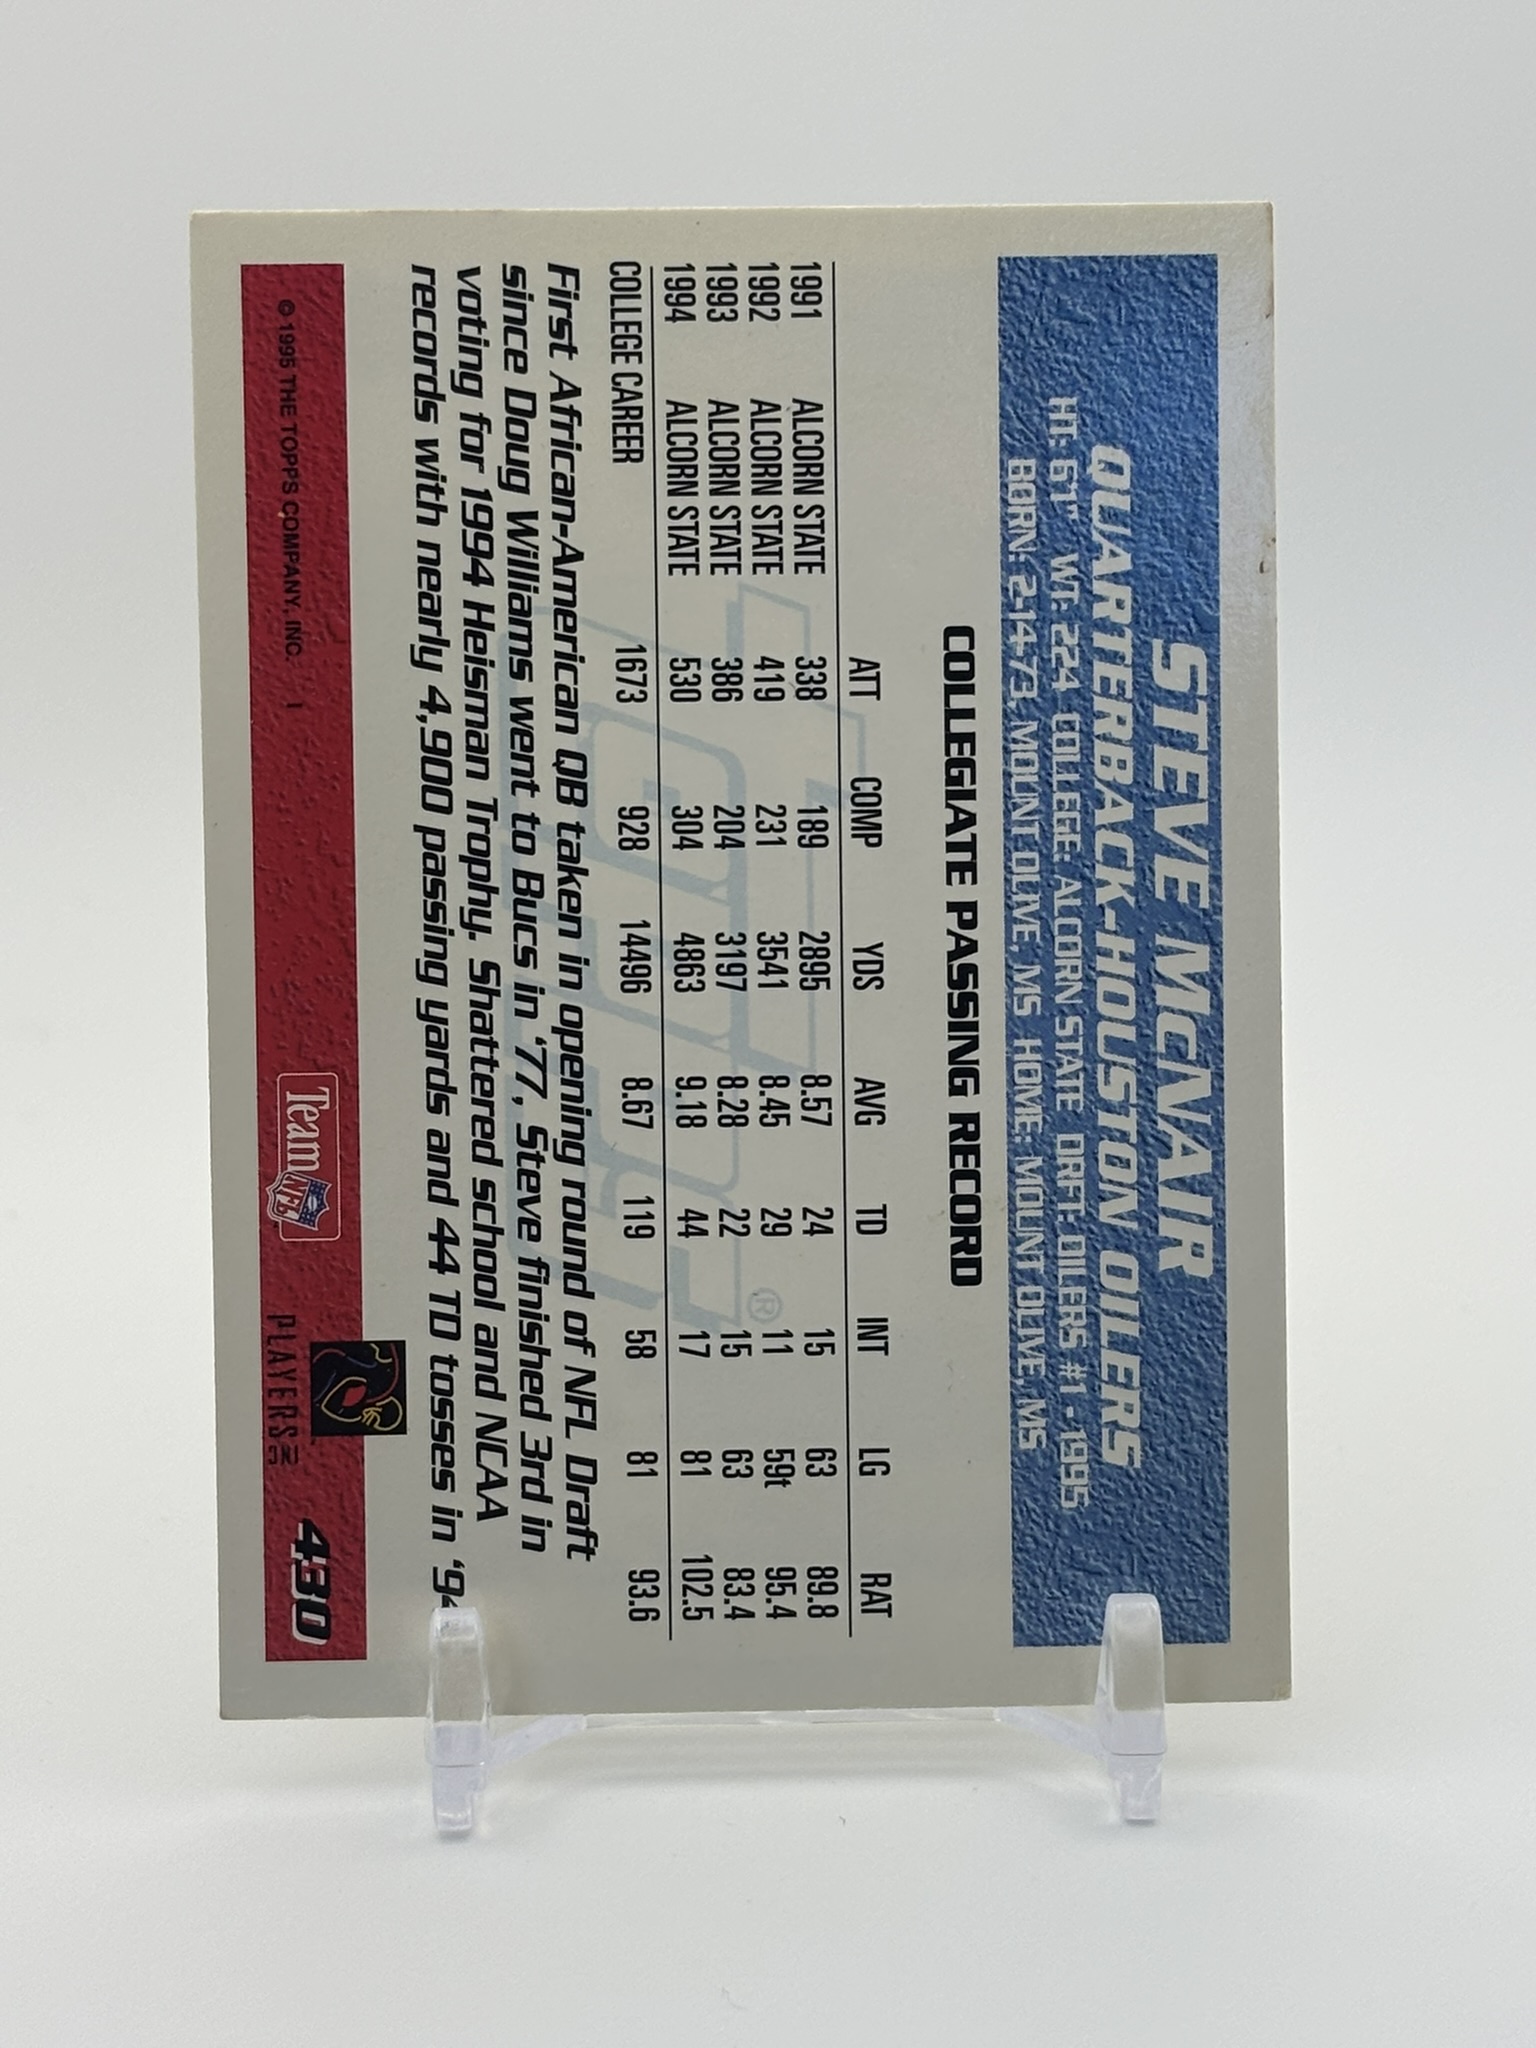 STEVE McNAIR
QUARTERBACK-HOUSTON OILERS
HT: 6'1" WT: 224 COLLEGE: ALCORN STATE DRFT: OILERS #1 - 1995
BORN: 2-14-73, MOUNT OLIVE, MS HOME: MOUNT OLIVE, MS
COLLEGIATE PASSING RECORD
ATT COMP YDS AVG TD INT LG RAT
1991 ALCORN STATE 338 189 2895 8.57 24 15 63 89.8
1992 ALCORN STATE 419 231 3541 8.45 29 11 59t 95.4
1993 ALCORN STATE 386 204 3197 8.28 22 15 63 83.4
1994 ALCORN STATE 530 304 4863 9.18 44 17 81 102.5
COLLEGE CAREER 1673 928 14496 8.67 119 58 81 93.6
Topps ®
First African-American QB taken in opening round of NFL Draft
since Doug Williams went to Bucs in '77, Steve finished 3rd in
voting for 1994 Heisman Trophy. Shattered school and NCAA
records with nearly 4,900 passing yards and 44 TD tosses in '94
© 1995 THE TOPPS COMPANY, INC. I
Team NFL ™
PLAYERS INC ™
430